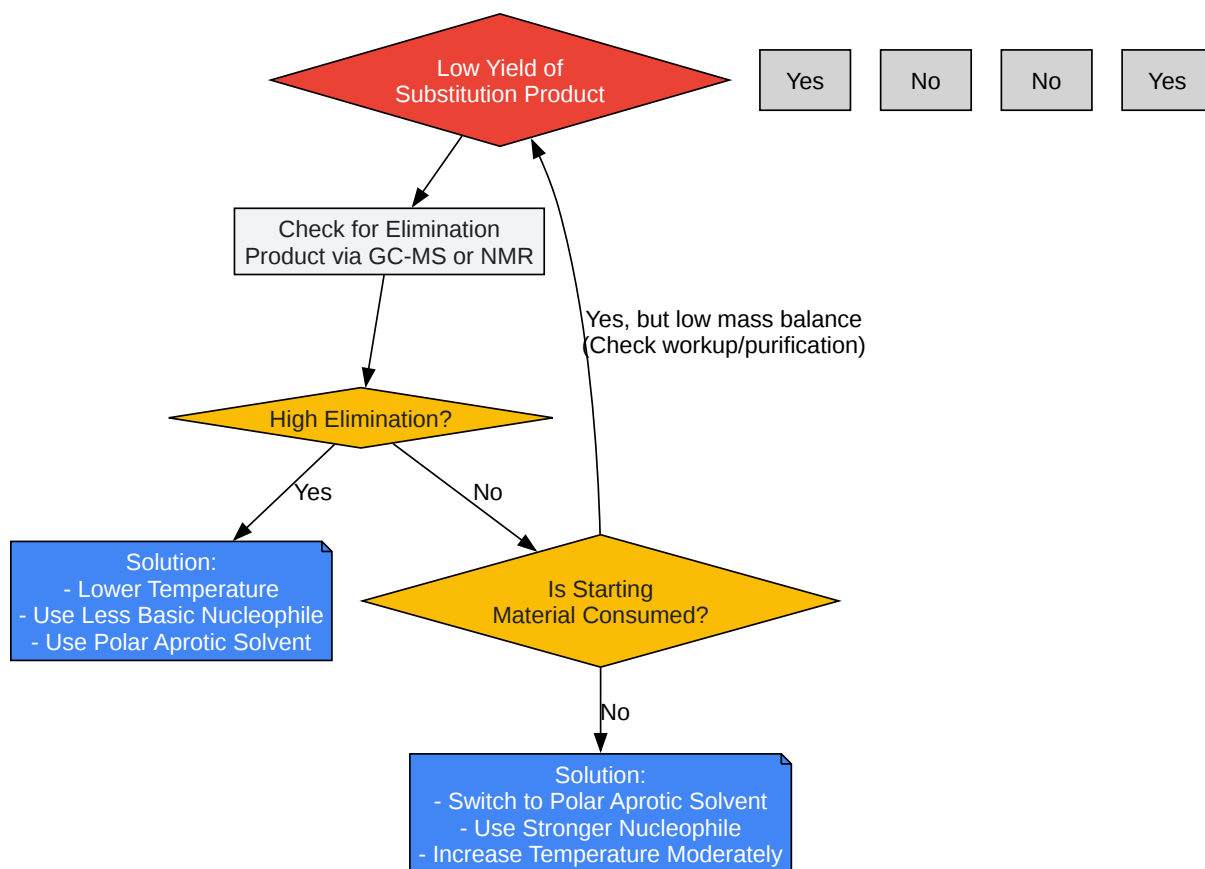 Low Yield of
Substitution Product
Yes
No
No
Yes
Check for Elimination
Product via GC-MS or NMR
Yes, but low mass balance
(Check workup/purification)
High Elimination?
Yes
No
Solution:
- Lower Temperature
- Use Less Basic Nucleophile
- Use Polar Aprotic Solvent
Is Starting
Material Consumed?
No
Solution:
- Switch to Polar Aprotic Solvent
- Use Stronger Nucleophile
- Increase Temperature Moderately